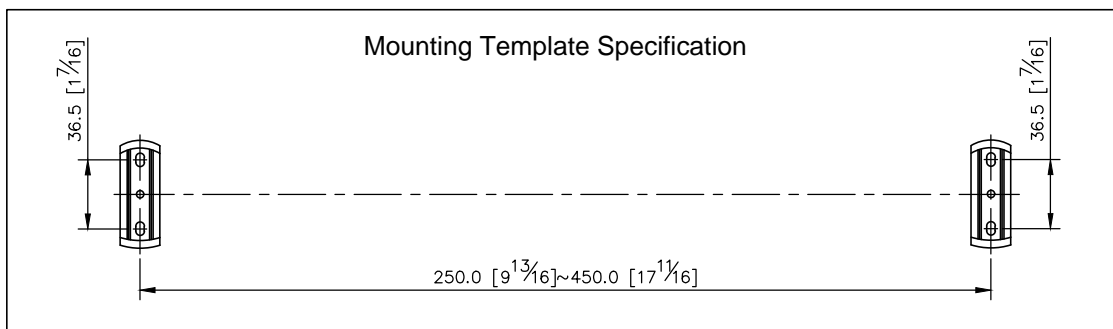 Mounting Template Specification
36.5 [1 7/16]
36.5 [1 7/16]
250.0 [9 13/16]~450.0 [17 11/16]